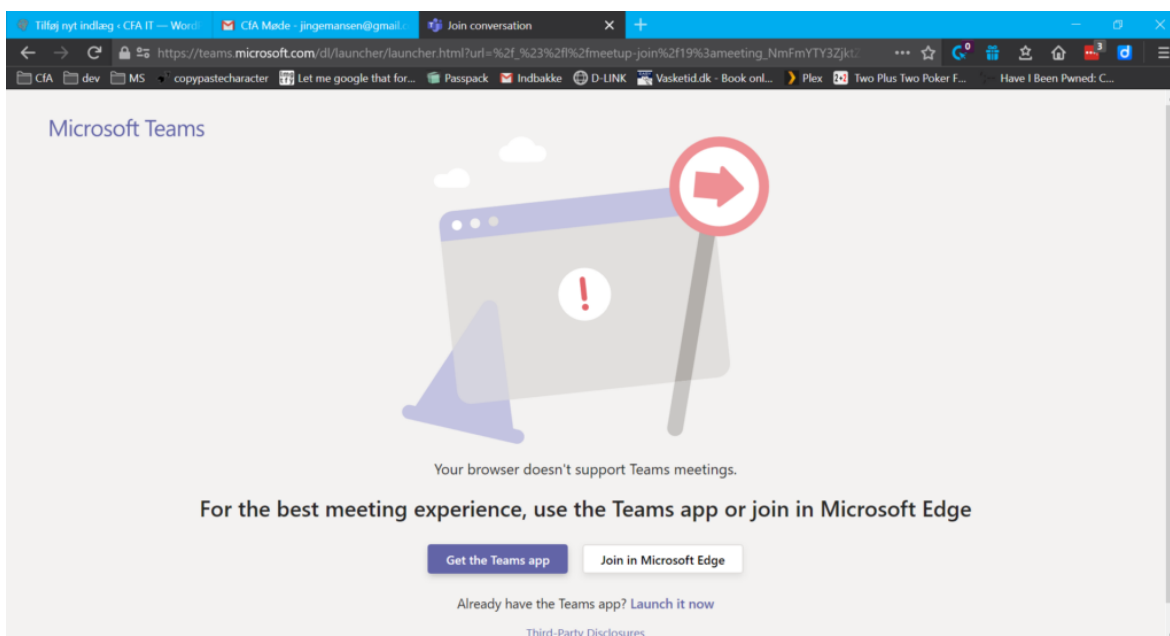 Tilføj nyt indlæg ‹ CFA IT — Word
CfA Møde - jingemansen@gmail.c
Join conversation
https://teams.microsoft.com/dl/launcher/launcher.html?url=%2f_%23%2fl%2fmeetup-join%2f19%3ameeting_NmFmYTY3Zjkt
0
3
CfA
dev
MS
copypastecharacter
Let me google that for...
Passpack
Indbakke
D-LINK
Vasketid.dk - Book onl...
Plex
2+2
Two Plus Two Poker F...
Have I Been Pwned: C...
Microsoft Teams
!
Your browser doesn't support Teams meetings.
For the best meeting experience, use the Teams app or join in Microsoft Edge
Get the Teams app
Join in Microsoft Edge
Already have the Teams app? Launch it now
Third-Party Disclosures